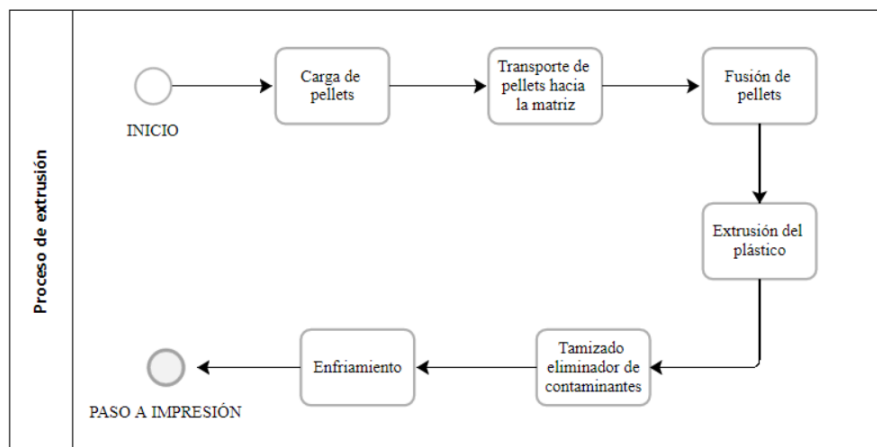 Proceso de extrusión
INICIO
Carga de
pellets
Transporte de
pellets hacia
la matriz
Fusión de
pellets
Extrusión del
plástico
Tamizado
eliminador de
contaminantes
Enfriamiento
PASO A IMPRESIÓN